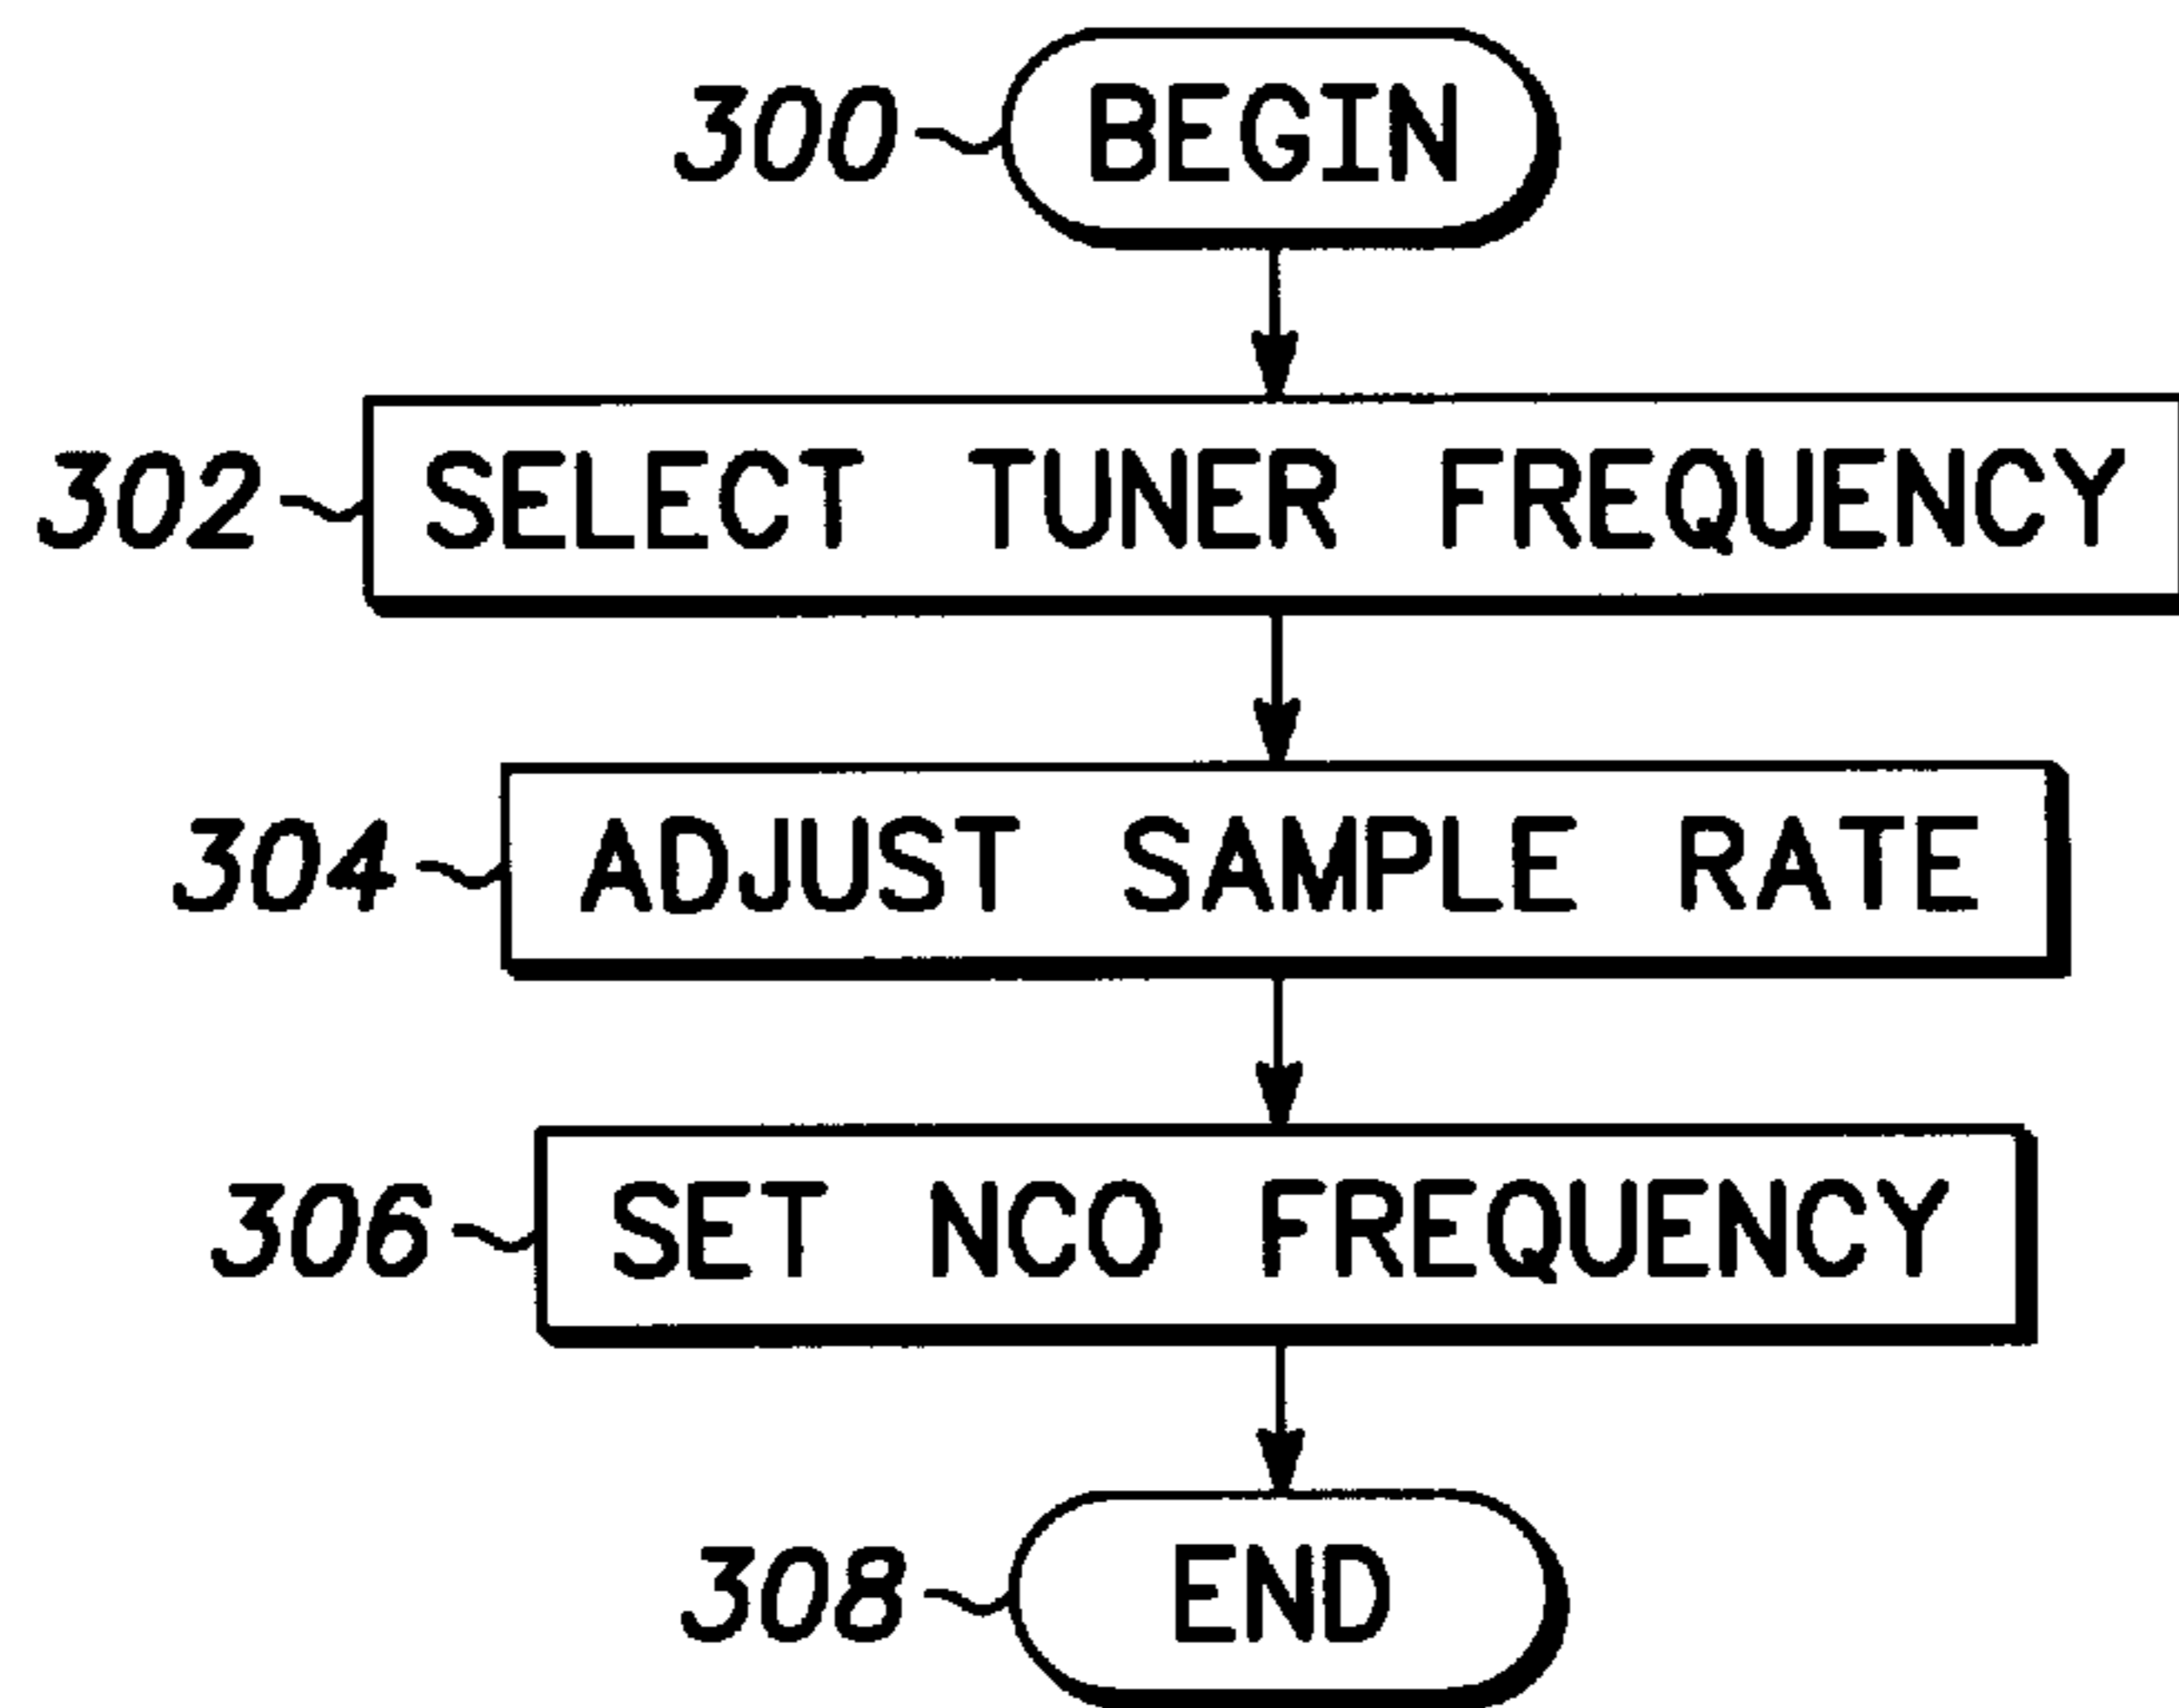 300 BEGIN
302 SELECT TUNER FREQUENCY
304 ADJUST SAMPLE RATE
306 SET NCO FREQUENCY
308 END